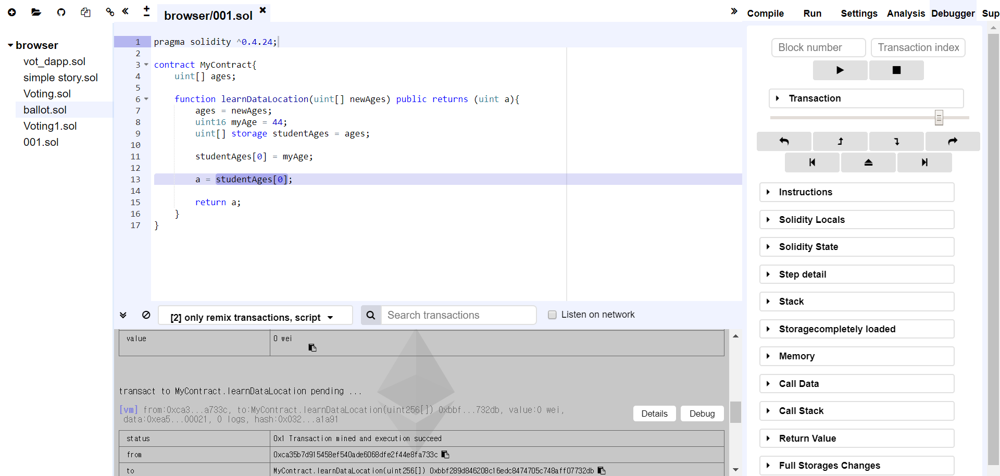 browser/001.sol
Compile Run Settings Analysis Debugger Sup
browser
vot_dapp.sol
simple story.sol
Voting.sol
ballot.sol
Voting1.sol
001.sol
1 pragma solidity ^0.4.24;
2
3 contract MyContract{
4 uint[] ages;
5
6 function learnDataLocation(uint[] newAges) public returns (uint a){
7 ages = newAges;
8 uint16 myAge = 44;
9 uint[] storage studentAges = ages;
10
11 studentAges[0] = myAge;
12
13 a = studentAges[0];
14
15 return a;
16 }
17 }
[2] only remix transactions, script
Search transactions
Listen on network
value 0 wei
transact to MyContract.learnDataLocation pending ...
[vm] from:0xca3...a733c, to:MyContract.learnDataLocation(uint256[]) 0xbbf...732db, value:0 wei,
data:0xea5...00021, 0 logs, hash:0x032...a1a91
Details Debug
status 0x1 Transaction mined and execution succeed
from 0xca35b7d915458ef540ade6068dfe2f44e8fa733c
to MyContract.learnDataLocation(uint256[]) 0xbbf289d846208c16edc8474705c748aff07732db
Block number Transaction index
Transaction
Instructions
Solidity Locals
Solidity State
Step detail
Stack
Storagecompletely loaded
Memory
Call Data
Call Stack
Return Value
Full Storages Changes